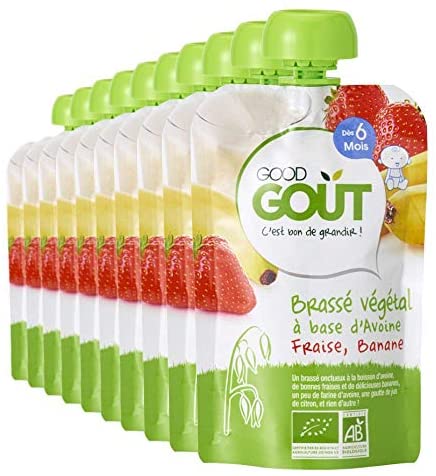 Dès 6
Mois
GOOD
GOÛT
C'est bon de grandir !
Brassé végétal
à base d'Avoine
Fraise, Banane
Un brassé onctueux à la boisson d'avoine,
de bonnes fraises et de délicieuses bananes,
un peu de farine d'avoine, une goutte de jus
de citron, et rien d'autre !
CERTIFIÉ
AB
AGRICULTURE
BIOLOGIQUE